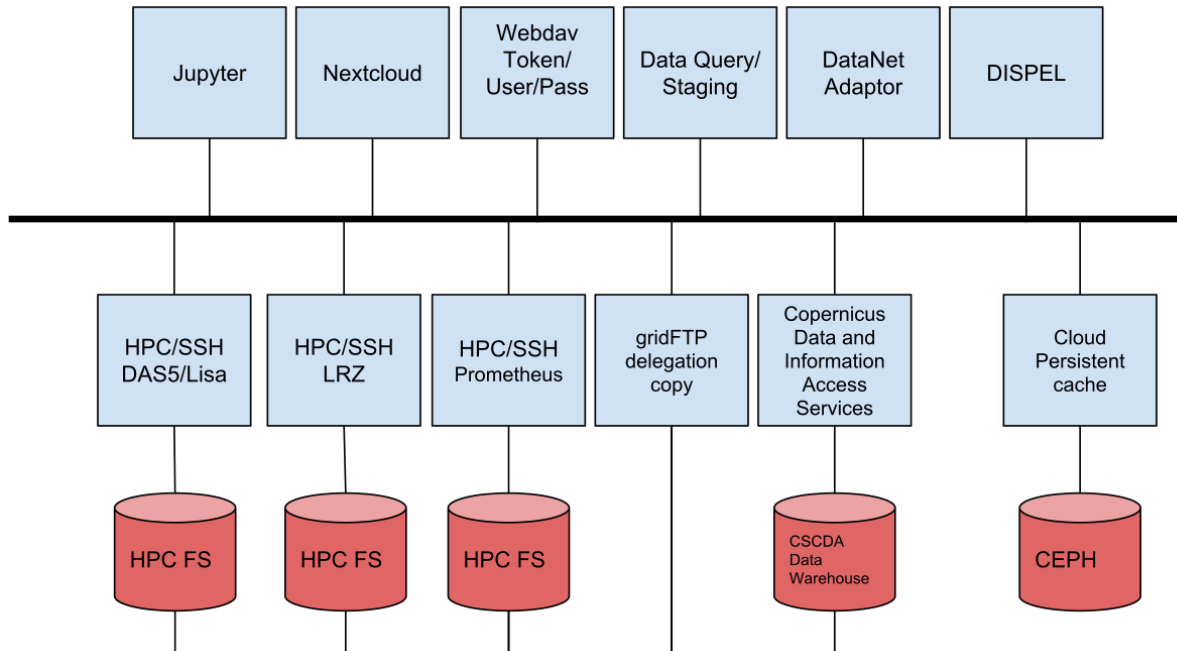 Jupyter
Nextcloud
Webdav
Token/
User/Pass
Data Query/
Staging
DataNet
Adaptor
DISPEL
HPC/SSH
DAS5/Lisa
HPC/SSH
LRZ
HPC/SSH
Prometheus
gridFTP
delegation
copy
Copernicus
Data and
Information
Access
Services
Cloud
Persistent
cache
HPC FS
HPC FS
HPC FS
CSCDA
Data
Warehouse
CEPH